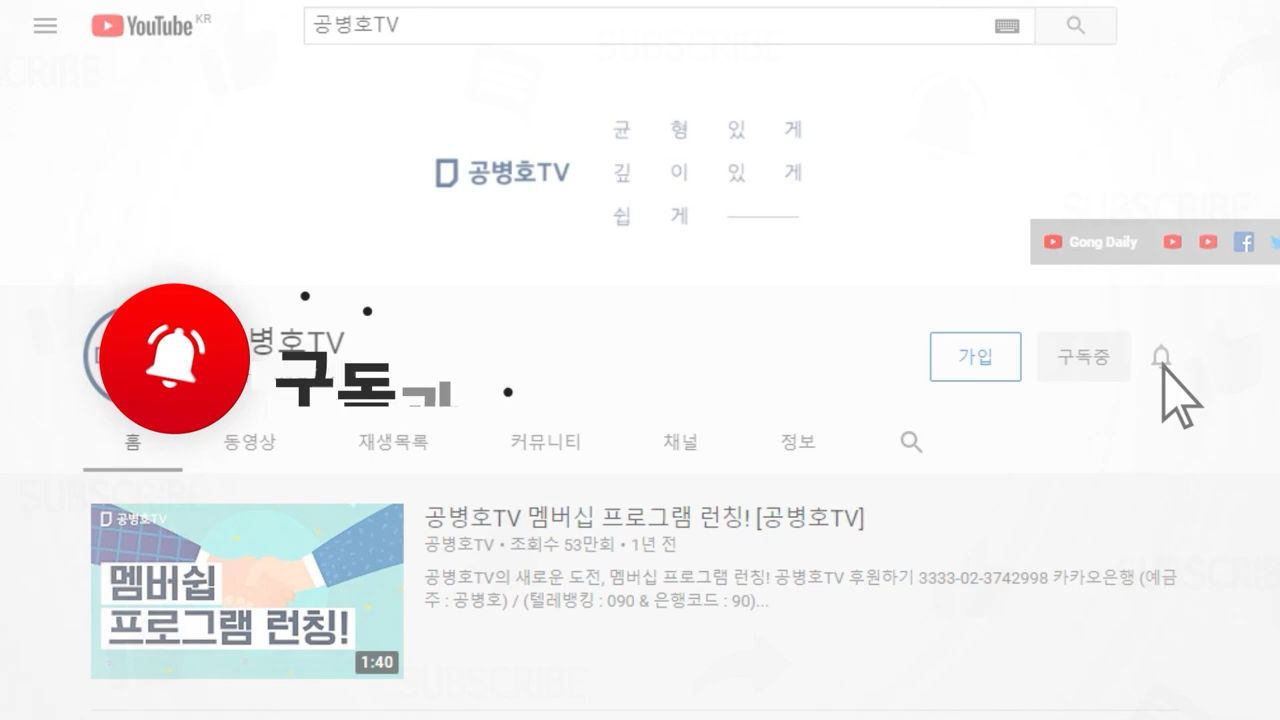 YouTube KR
공병호TV
SUBSCRIBE
균형있게
공병호TV
깊이있게
쉽게
SUBSCRIBE
Gong Daily
병호TV
구독
가입
구독중
홈
동영상
재생목록
커뮤니티
채널
정보
SUBSCRIBE
공병호TV
멤버쉽
프로그램 런칭!
1:40
공병호TV 멤버십 프로그램 런칭! [공병호TV]
공병호TV • 조회수 53만회 • 1년 전
공병호TV의 새로운 도전, 멤버십 프로그램 런칭! 공병호TV 후원하기 3333-02-3742998 카카오은행 (예금
주 : 공병호) / (텔레뱅킹 : 090 & 은행코드 : 90)...
SUBSCRIBE